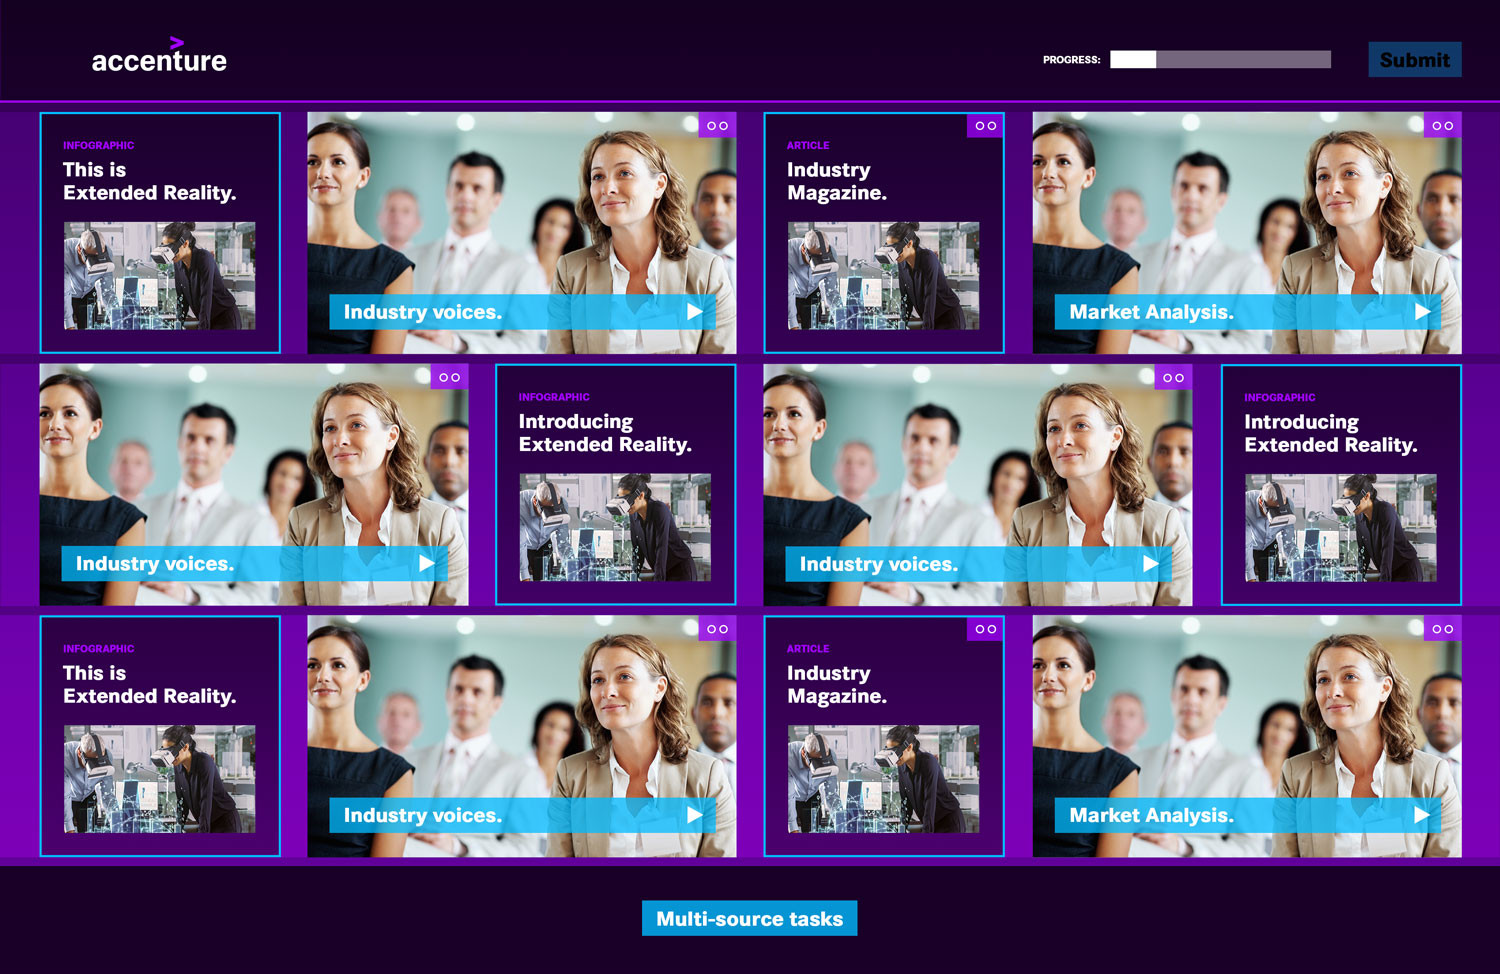 accenture
PROGRESS:
Submit
INFOGRAPHIC
This is
Extended Reality.
Industry voices.
ARTICLE
Industry
Magazine.
Market Analysis.
Industry voices.
INFOGRAPHIC
Introducing
Extended Reality.
Industry voices.
INFOGRAPHIC
Introducing
Extended Reality.
INFOGRAPHIC
This is
Extended Reality.
Industry voices.
ARTICLE
Industry
Magazine.
Market Analysis.
Multi-source tasks